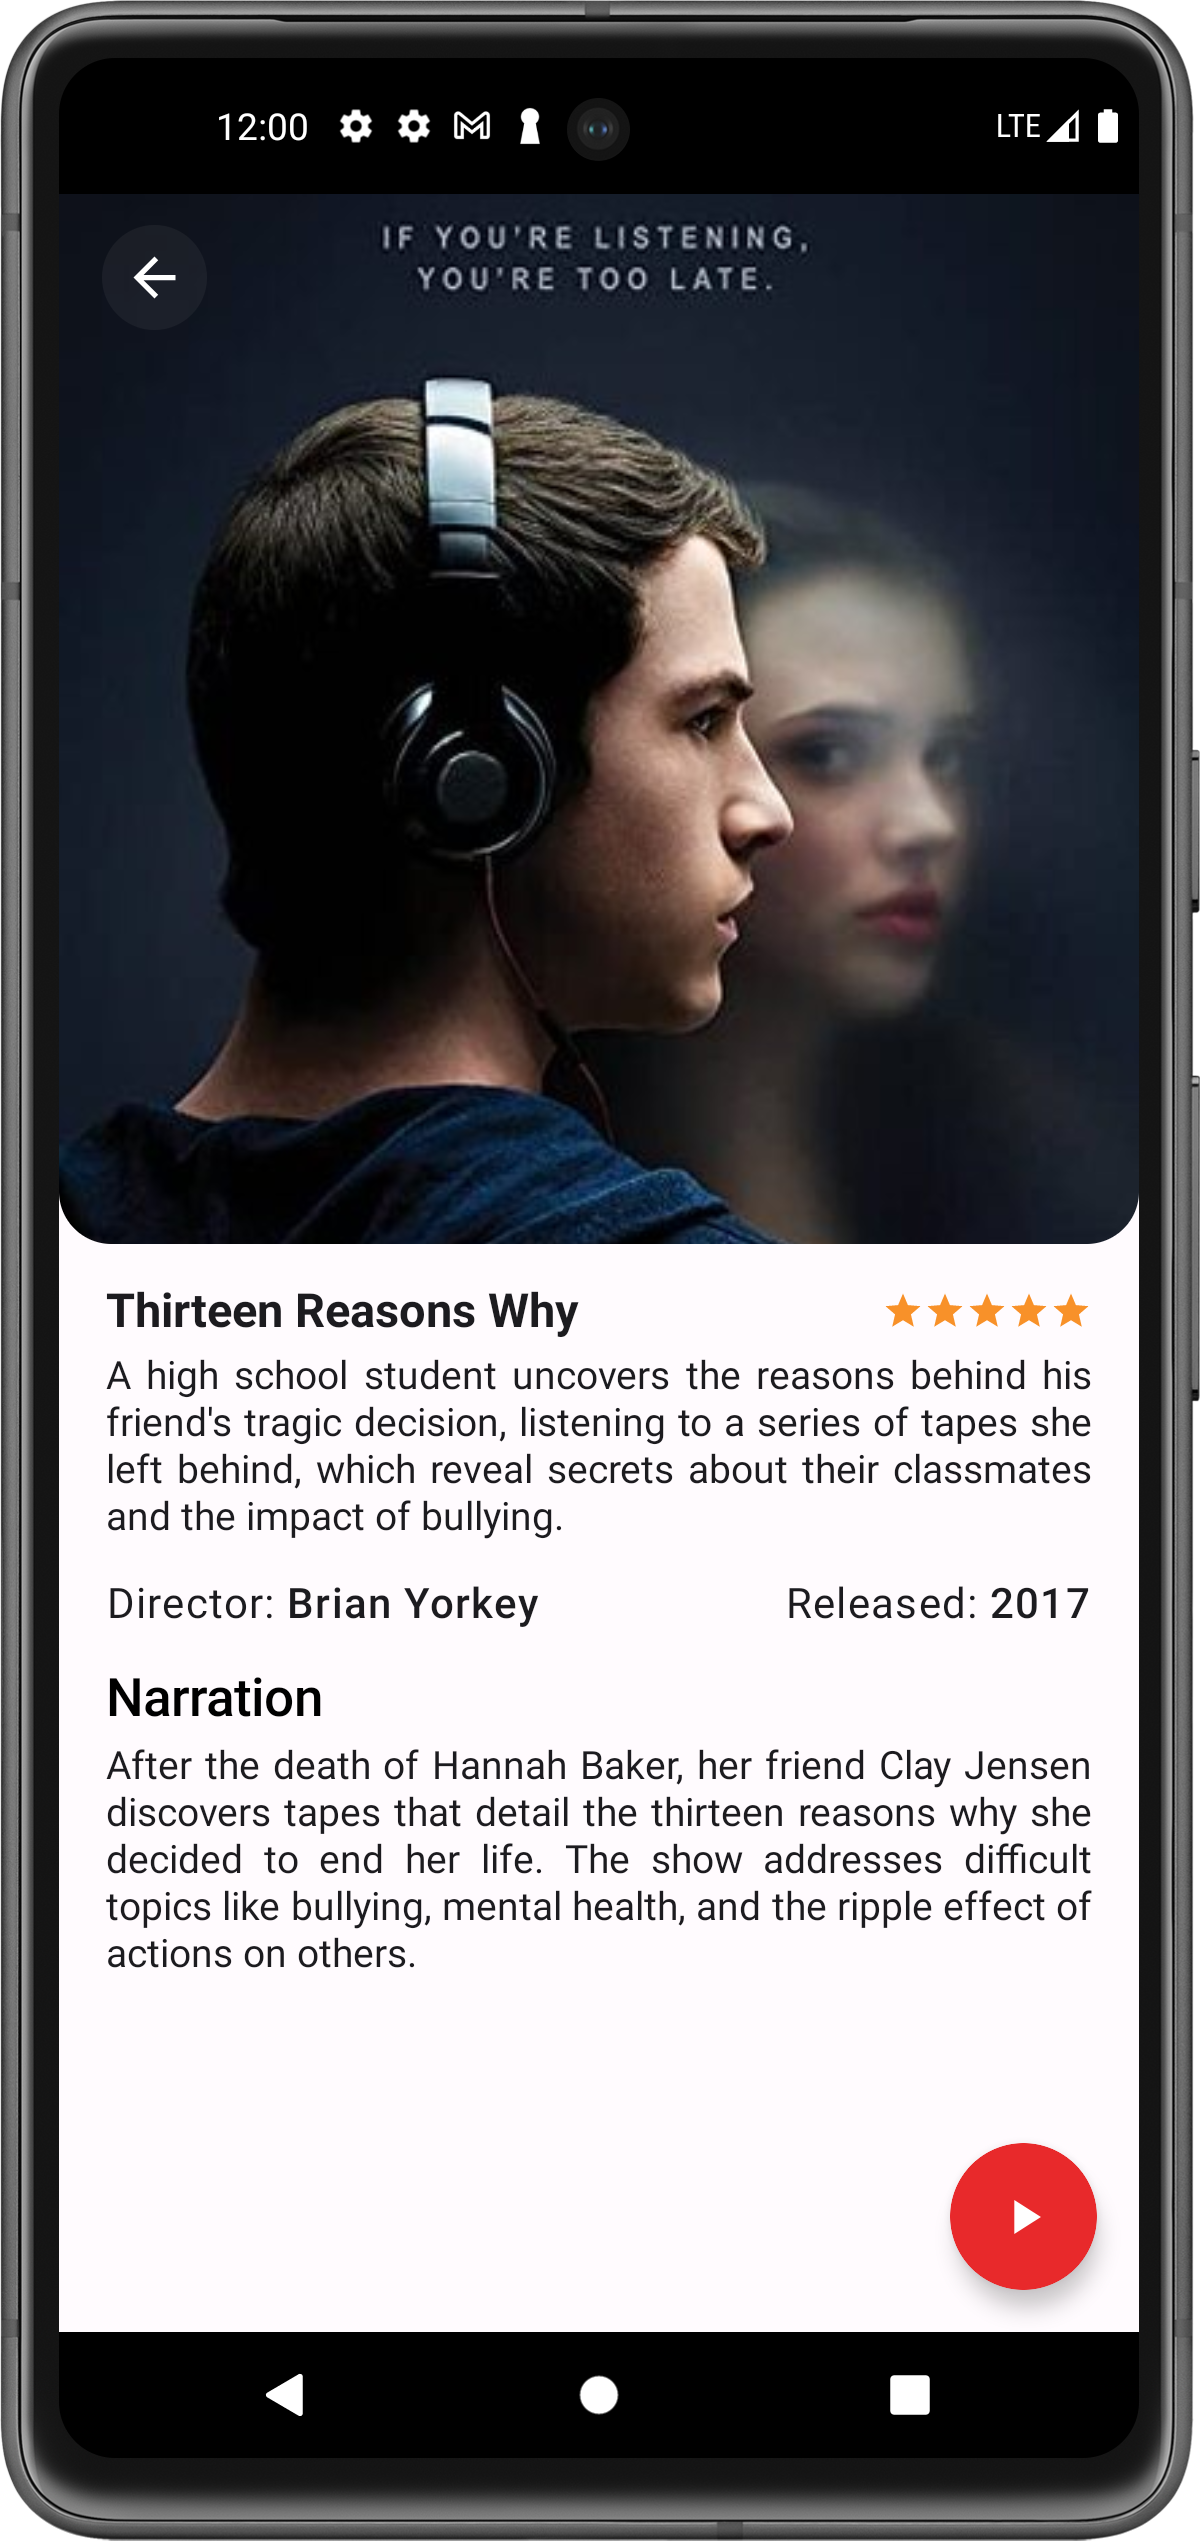 12:00
LTE
IF YOU'RE LISTENING,
YOU'RE TOO LATE.
Thirteen Reasons Why
A high school student uncovers the reasons behind his
friend's tragic decision, listening to a series of tapes she
left behind, which reveal secrets about their classmates
and the impact of bullying.
Director: Brian Yorkey
Released: 2017
Narration
After the death of Hannah Baker, her friend Clay Jensen
discovers tapes that detail the thirteen reasons why she
decided to end her life. The show addresses difficult
topics like bullying, mental health, and the ripple effect of
actions on others.